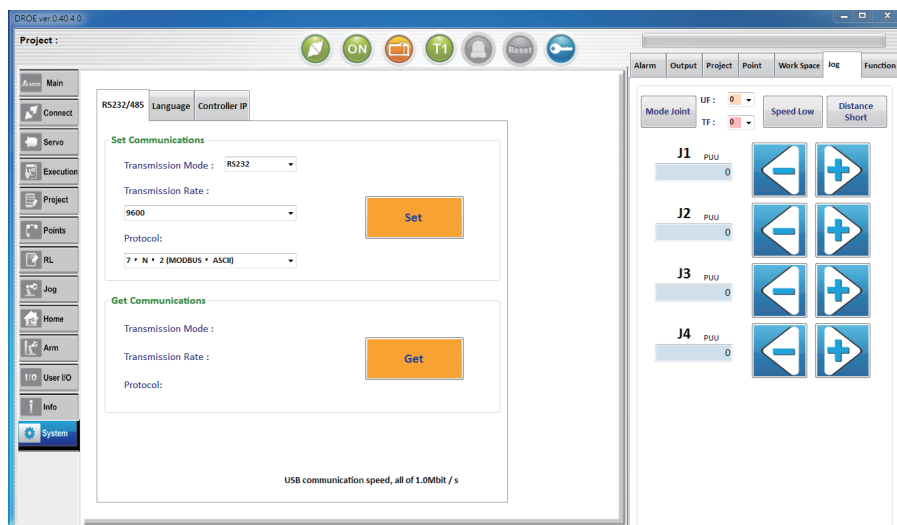 DROE ver.0.40.4.0
Project :
ON
T1
Reset
Main
Connect
Servo
Execution
Project
Points
RL
Jog
Home
Arm
I/O User I/O
Info
System
RS232/485 Language Controller IP
Set Communications
Transmission Mode : RS232
Transmission Rate :
9600
Set
Protocol:
7 , N , 2 (MODBUS , ASCII)
Get Communications
Transmission Mode :
Transmission Rate :
Get
Protocol:
USB communication speed, all of 1.0Mbit / s
Alarm Output Project Point Work Space Jog Function
Mode Joint
UF : 0
TF : 0
Speed Low
Distance
Short
J1 PUU
0
J2 PUU
0
J3 PUU
0
J4 PUU
0